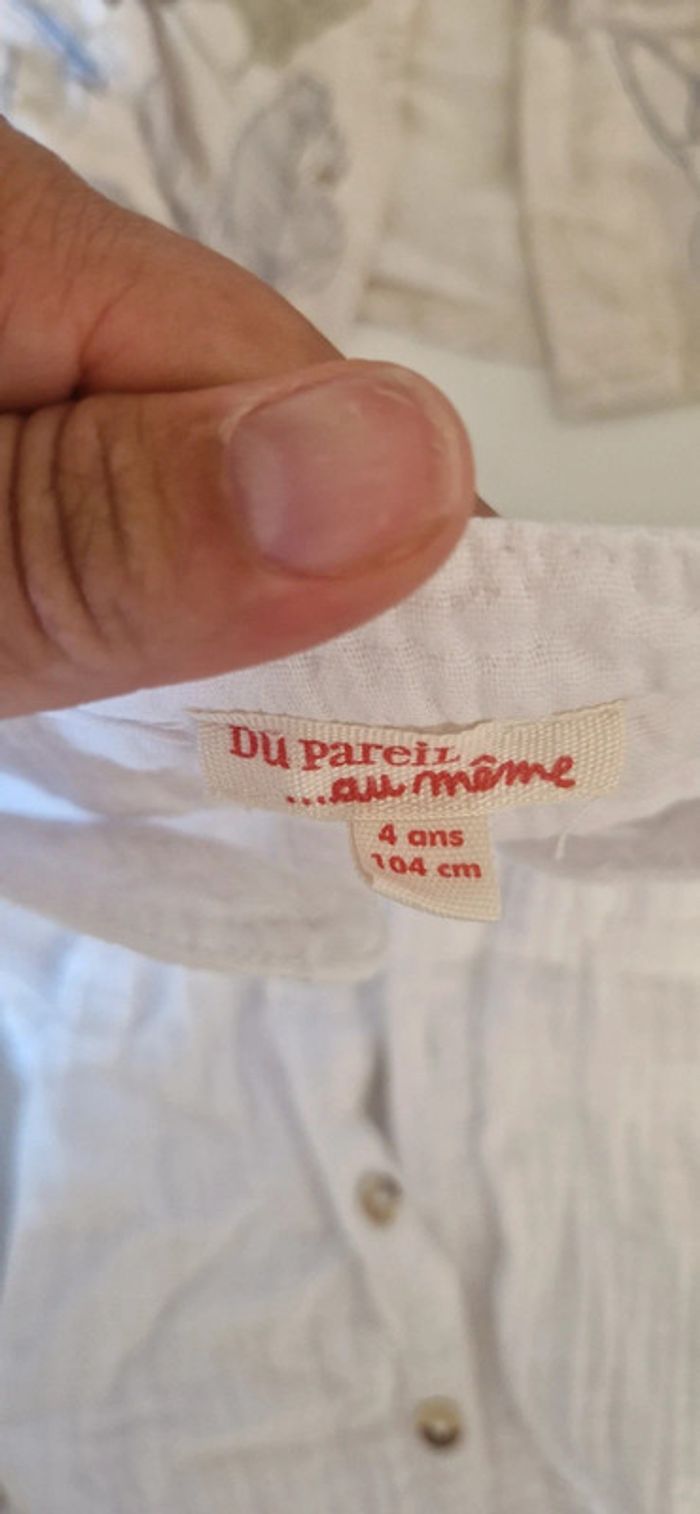 Du pareil
...au même
4 ans
104 cm